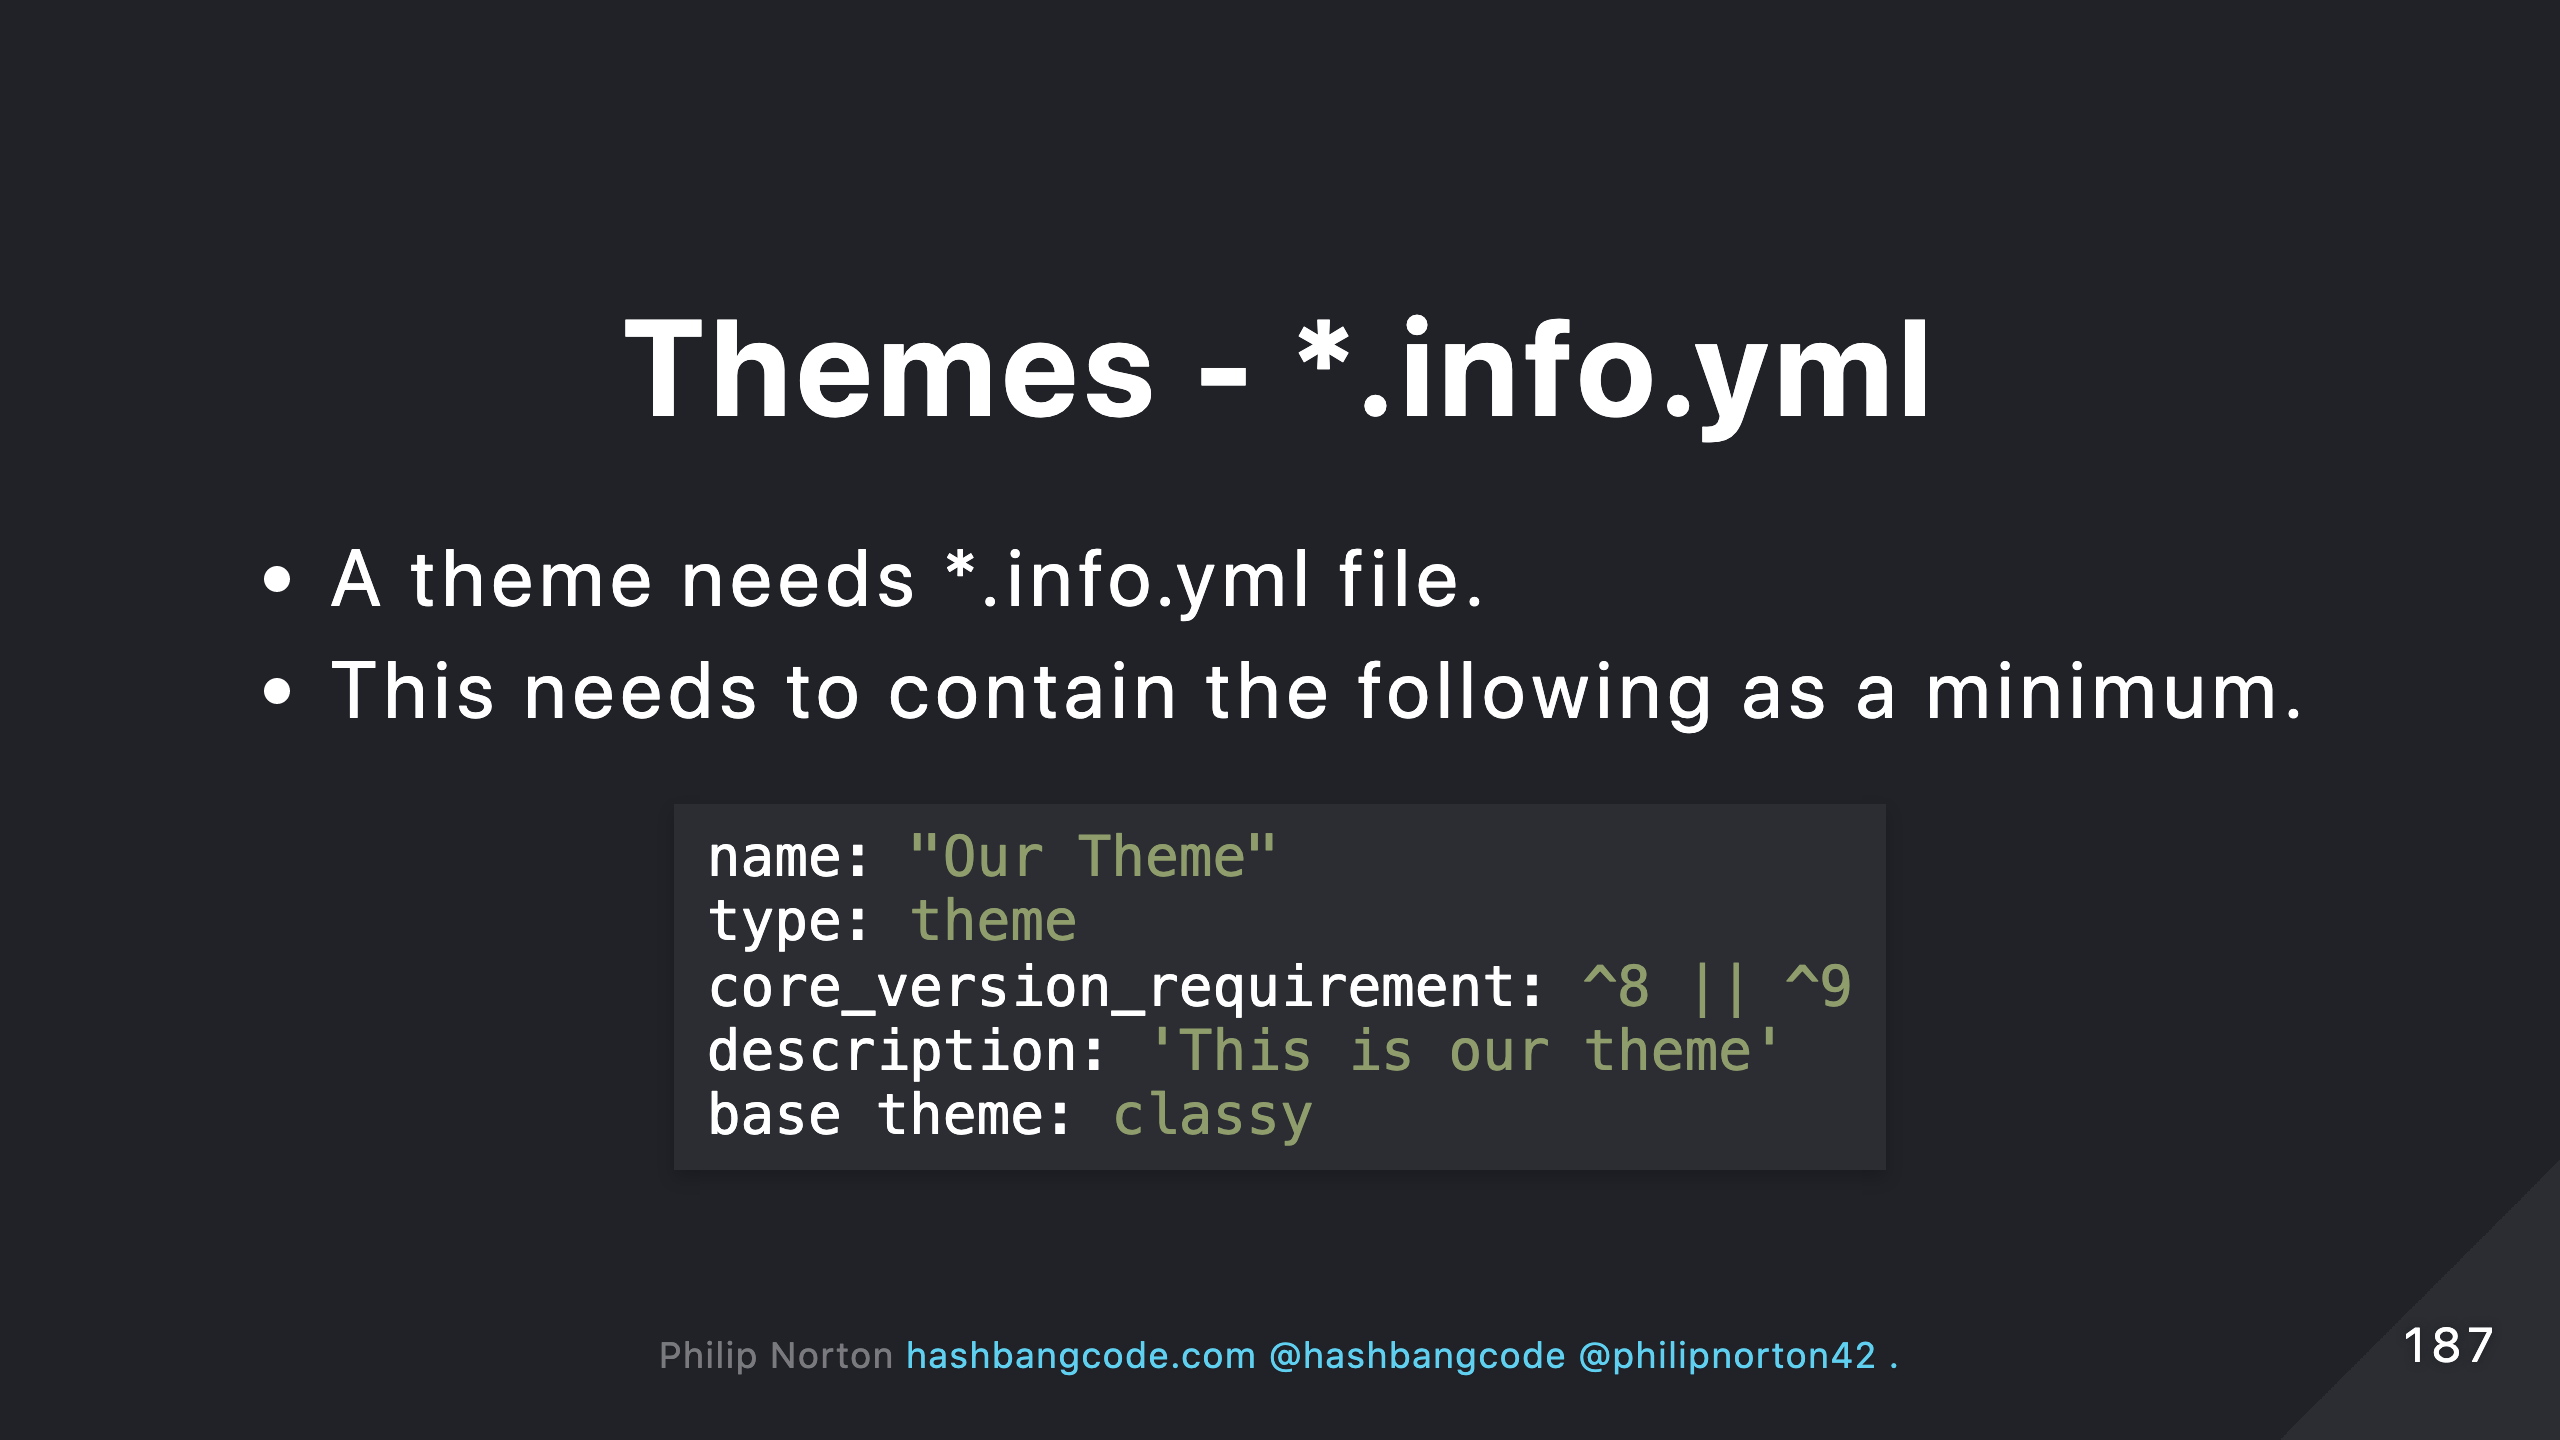 Themes - *.info.yml
• A theme needs *.info.yml file.
• This needs to contain the following as a minimum.
name: "Our Theme"
type: theme
core_version_requirement: ^8 || ^9
description: 'This is our theme'
base theme: classy
Philip Norton hashbangcode.com @hashbangcode @philipnorton42 .
187